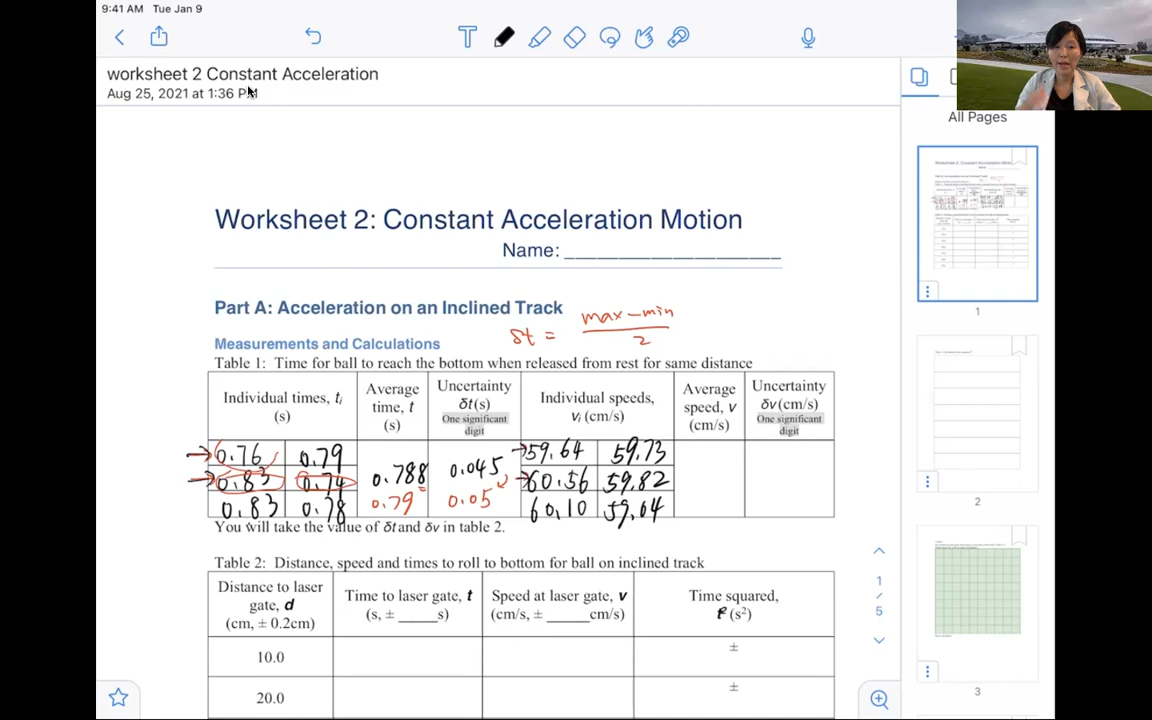 9:41 AM Tue Jan 9
worksheet 2 Constant Acceleration
Aug 25, 2021 at 1:36 PM
All Pages
Worksheet 2: Constant Acceleration Motion
Name: ____________________
Part A: Acceleration on an Inclined Track
δt = max-min / 2
Measurements and Calculations
Table 1: Time for ball to reach the bottom when released from rest for same distance
Individual times, tᵢ (s) Average time, t (s) Uncertainty δt(s) One significant digit Individual speeds, vᵢ (cm/s) Average speed, v (cm/s) Uncertainty δv(cm/s) One significant digit
0.76 0.79 0.788 0.045 59.64 59.73
0.83 0.74 0.79 0.05 60.56 59.82
0.83 0.78 60.10 59.64
You will take the value of δt and δv in table 2.
Table 2: Distance, speed and times to roll to bottom for ball on inclined track
Distance to laser gate, d (cm, ± 0.2cm) Time to laser gate, t (s, ± _____s) Speed at laser gate, v (cm/s, ± _____cm/s) Time squared, t² (s²)
10.0 ±
20.0 ±
1
/
5
1
2
3